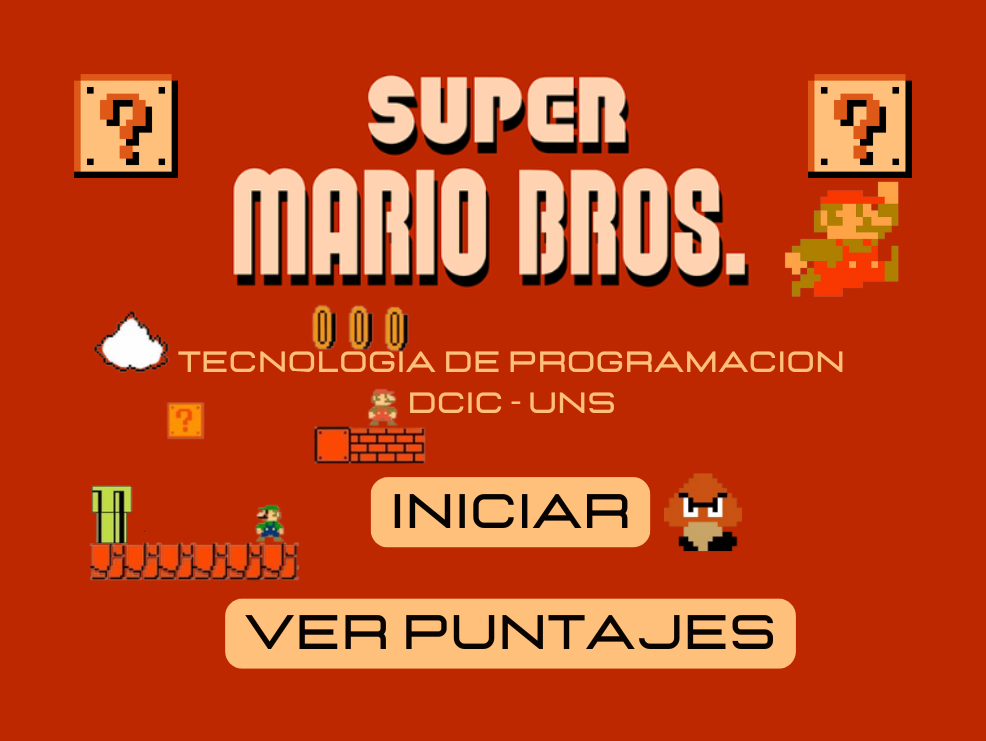 ?
?
SUPER
MARIO BROS.
TECNOLOGIA DE PROGRAMACION
DCIC - UNS
?
INICIAR
VER PUNTAJES